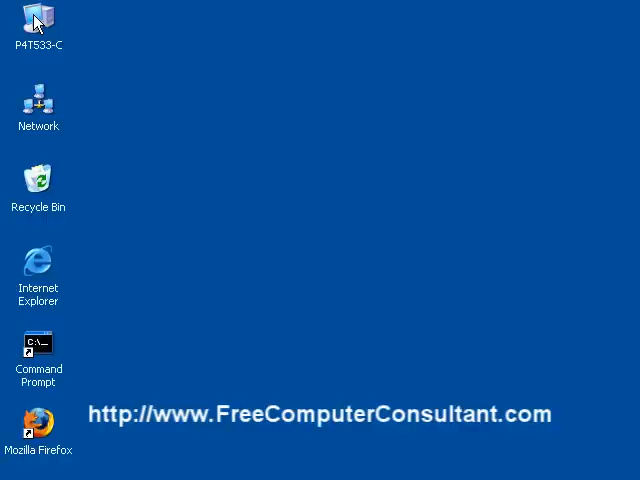 P4T533-C
Network
Recycle Bin
Internet
Explorer
C:\_
Command
Prompt
http://www.FreeComputerConsultant.com
Mozilla Firefox